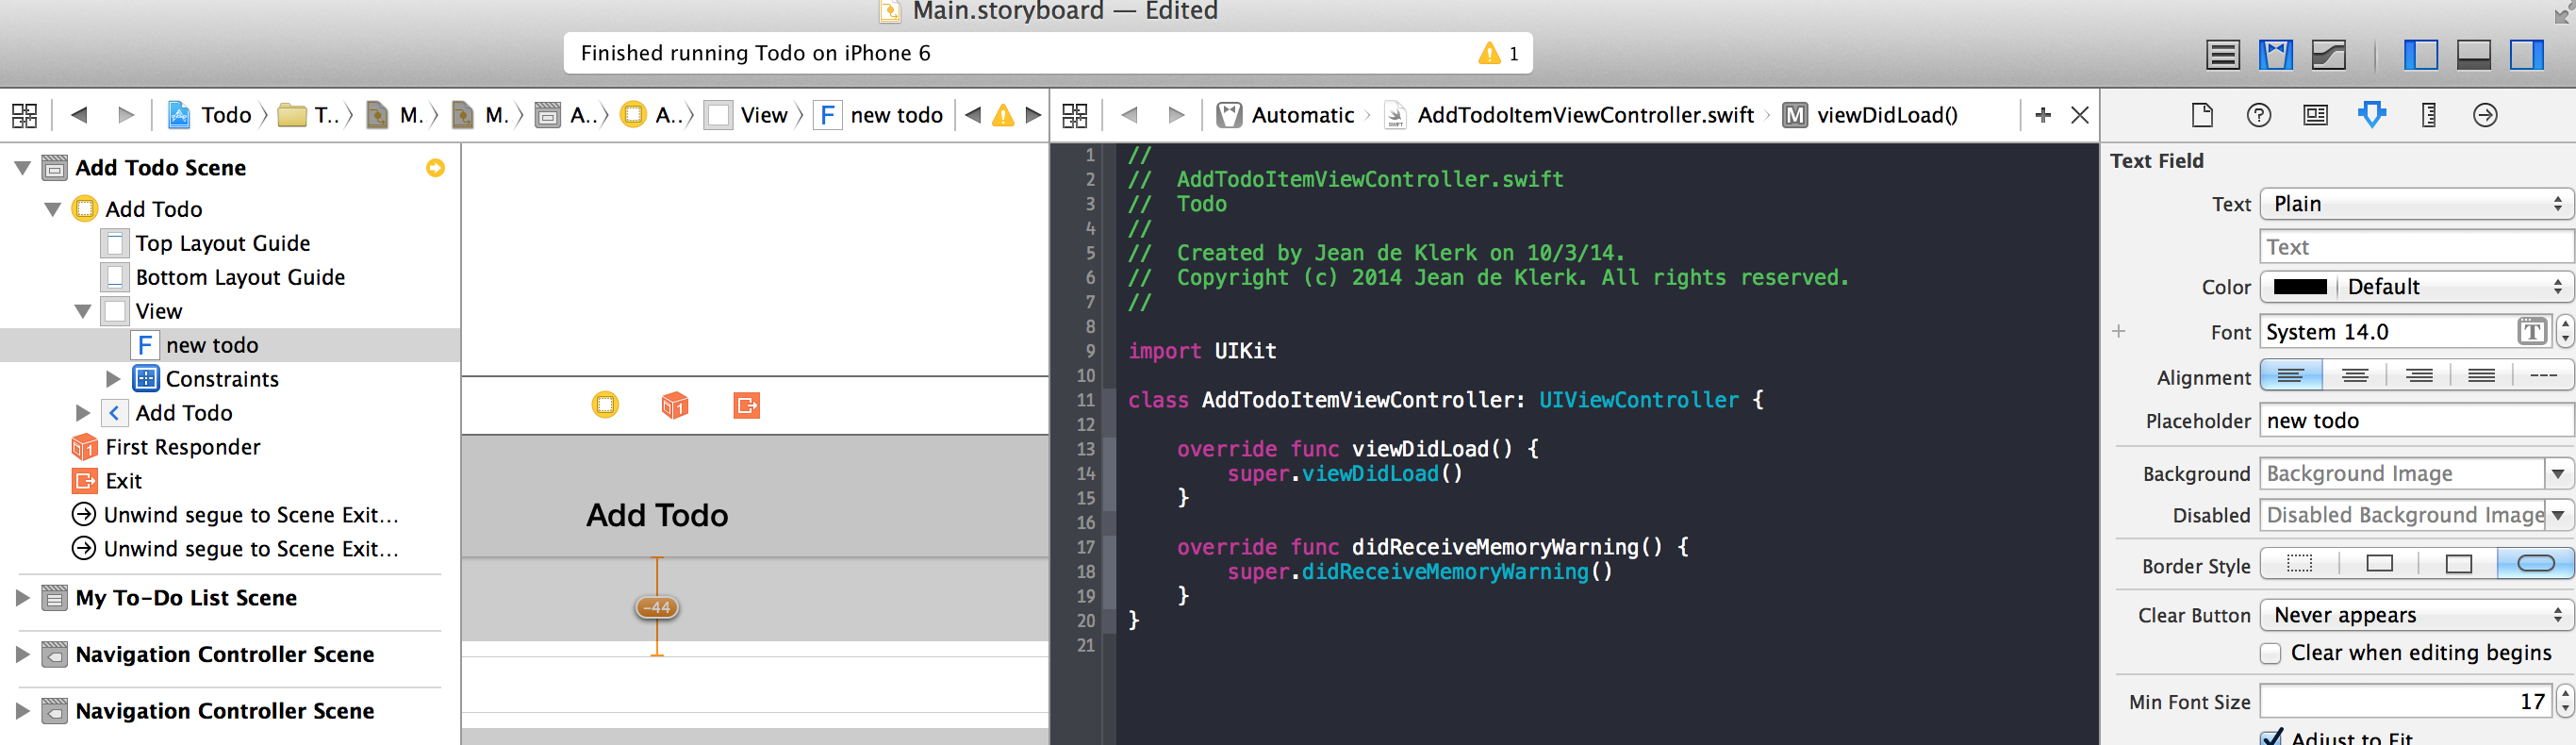 Main.storyboard — Edited
Finished running Todo on iPhone 6
1
Todo
T..
M.
M.
A..
A..
View
F
new todo
Automatic
AddTodoItemViewController.swift
M
viewDidLoad()
Add Todo Scene
Add Todo
Top Layout Guide
Bottom Layout Guide
View
F new todo
Constraints
Add Todo
First Responder
Exit
Unwind segue to Scene Exit...
Unwind segue to Scene Exit...
My To-Do List Scene
Navigation Controller Scene
Navigation Controller Scene
Add Todo
-44
1 //
2 //  AddTodoItemViewController.swift
3 //  Todo
4 //
5 //  Created by Jean de Klerk on 10/3/14.
6 //  Copyright (c) 2014 Jean de Klerk. All rights reserved.
7 //
8
9 import UIKit
10
11 class AddTodoItemViewController: UIViewController {
12
13     override func viewDidLoad() {
14         super.viewDidLoad()
15     }
16
17     override func didReceiveMemoryWarning() {
18         super.didReceiveMemoryWarning()
19     }
20 }
21
Text Field
Text Plain
Text
Color Default
Font System 14.0 T
Alignment
Placeholder new todo
Background Background Image
Disabled Disabled Background Image
Border Style
Clear Button Never appears
Clear when editing begins
Min Font Size 17
Adjust to Fit